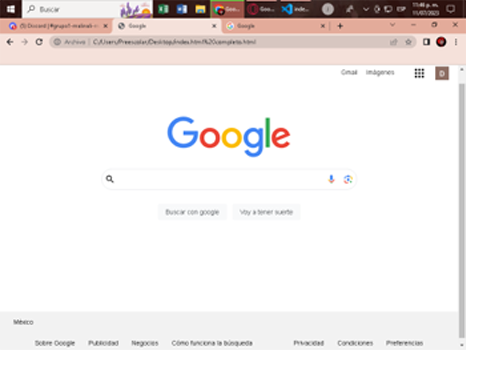 Buscar
Goo...
Goo...
inde...
ESP
11:46 p. m.
11/07/2023
(5) Discord | #grupo1-malinali-v
Google
Google
Archivo | C:/Users/Preescolar/Desktop/index.html%20completa.html
Gmail Imágenes
D
Google
Buscar con google
Voy a tener suerte
México
Sobre Google Publicidad Negocios Cómo funciona la búsqueda Privacidad Condiciones Preferencias